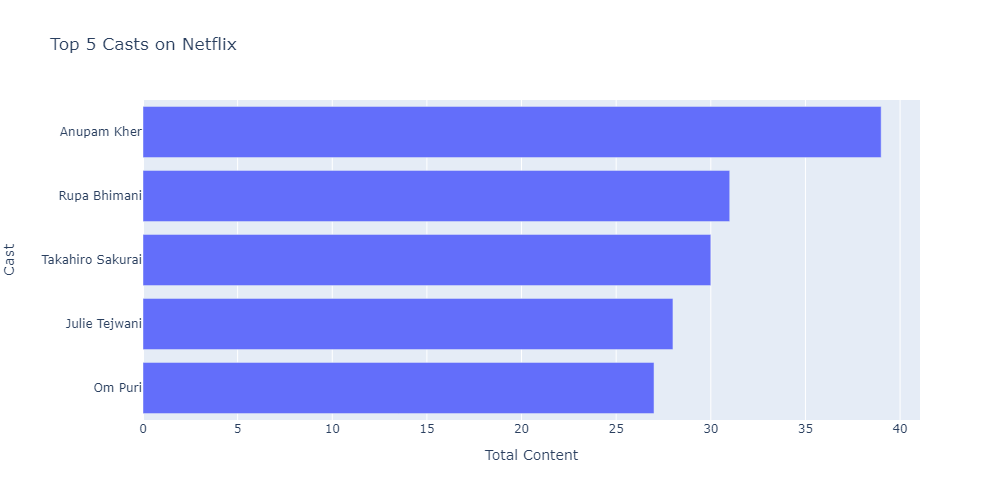 Top 5 Casts on Netflix
Cast
Anupam Kher
Rupa Bhimani
Takahiro Sakurai
Julie Tejwani
Om Puri
0 5 10 15 20 25 30 35 40
Total Content